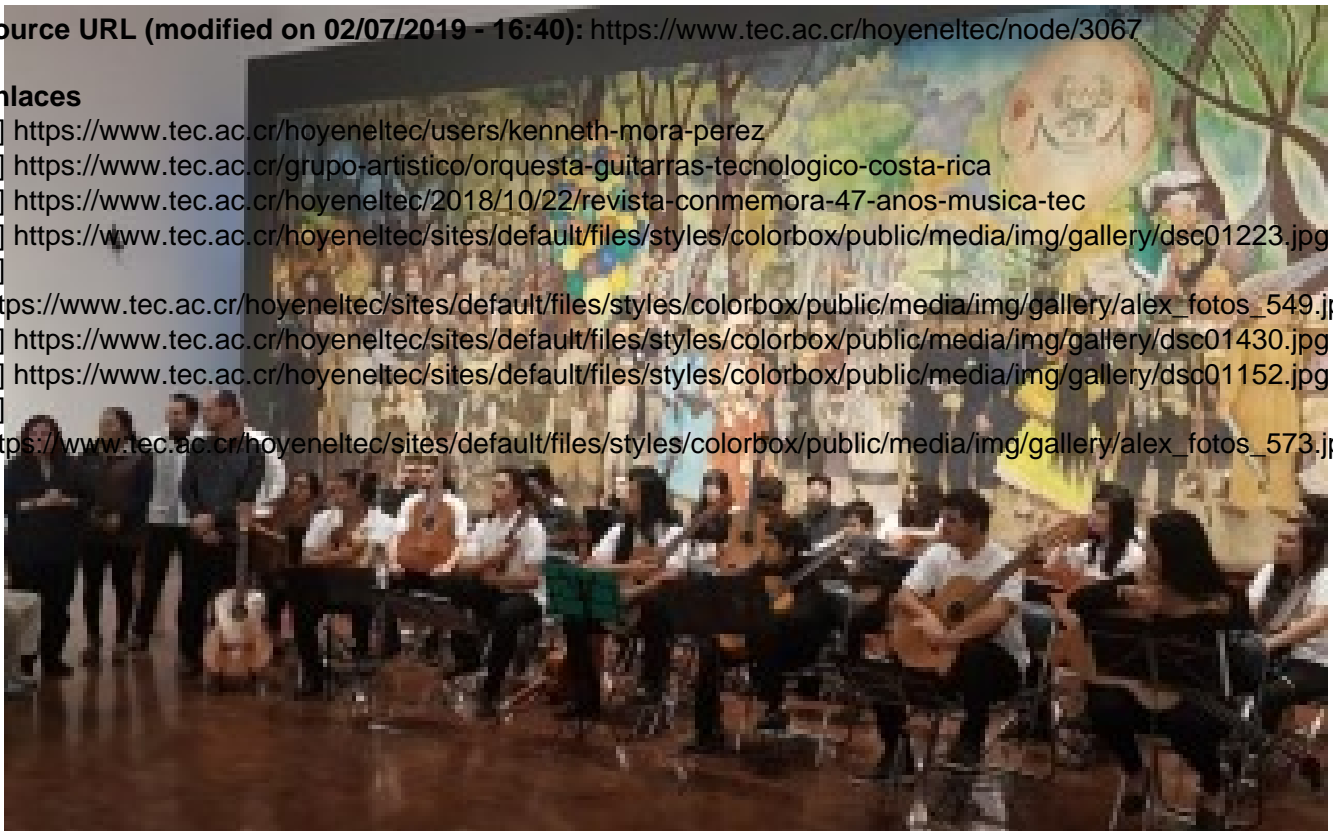 ource URL (modified on 02/07/2019 - 16:40): https://www.tec.ac.cr/hoyeneltec/node/3067
nlaces
] https://www.tec.ac.cr/hoyeneltec/users/kenneth-mora-perez
] https://www.tec.ac.cr/grupo-artistico/orquesta-guitarras-tecnologico-costa-rica
] https://www.tec.ac.cr/hoyeneltec/2018/10/22/revista-conmemora-47-anos-musica-tec
] https://www.tec.ac.cr/hoyeneltec/sites/default/files/styles/colorbox/public/media/img/gallery/dsc01223.jpg
]
tps://www.tec.ac.cr/hoyeneltec/sites/default/files/styles/colorbox/public/media/img/gallery/alex_fotos_549.jp
] https://www.tec.ac.cr/hoyeneltec/sites/default/files/styles/colorbox/public/media/img/gallery/dsc01430.jpg
] https://www.tec.ac.cr/hoyeneltec/sites/default/files/styles/colorbox/public/media/img/gallery/dsc01152.jpg
]
tps://www.tec.ac.cr/hoyeneltec/sites/default/files/styles/colorbox/public/media/img/gallery/alex_fotos_573.jp